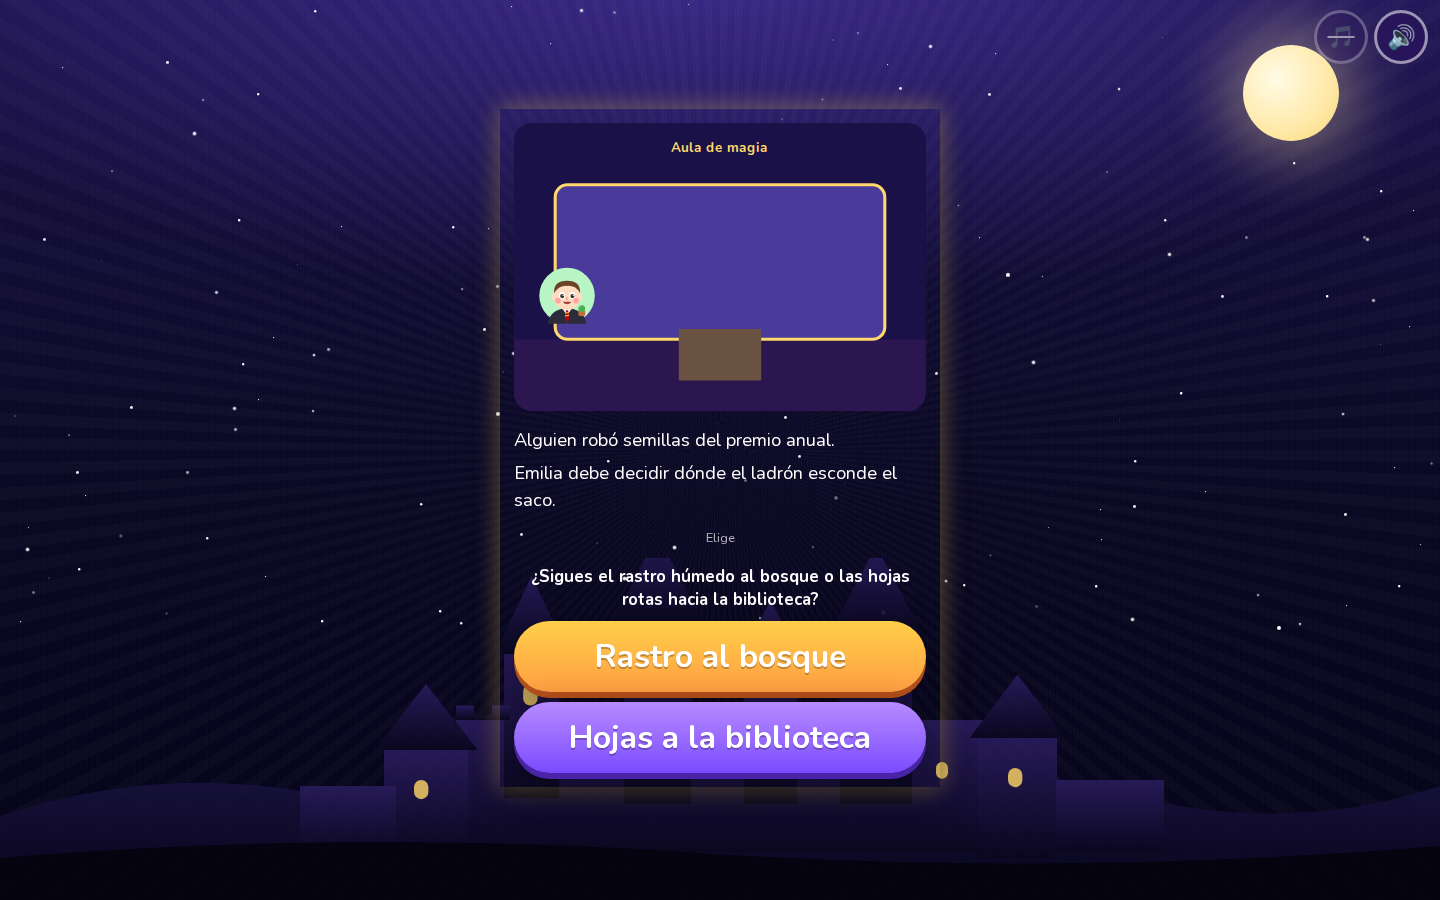 Aula de magia
Alguien robó semillas del premio anual.
Emilia debe decidir dónde el ladrón esconde el
saco.
Elige
¿Sigues el rastro húmedo al bosque o las hojas
rotas hacia la biblioteca?
Rastro al bosque
Hojas a la biblioteca